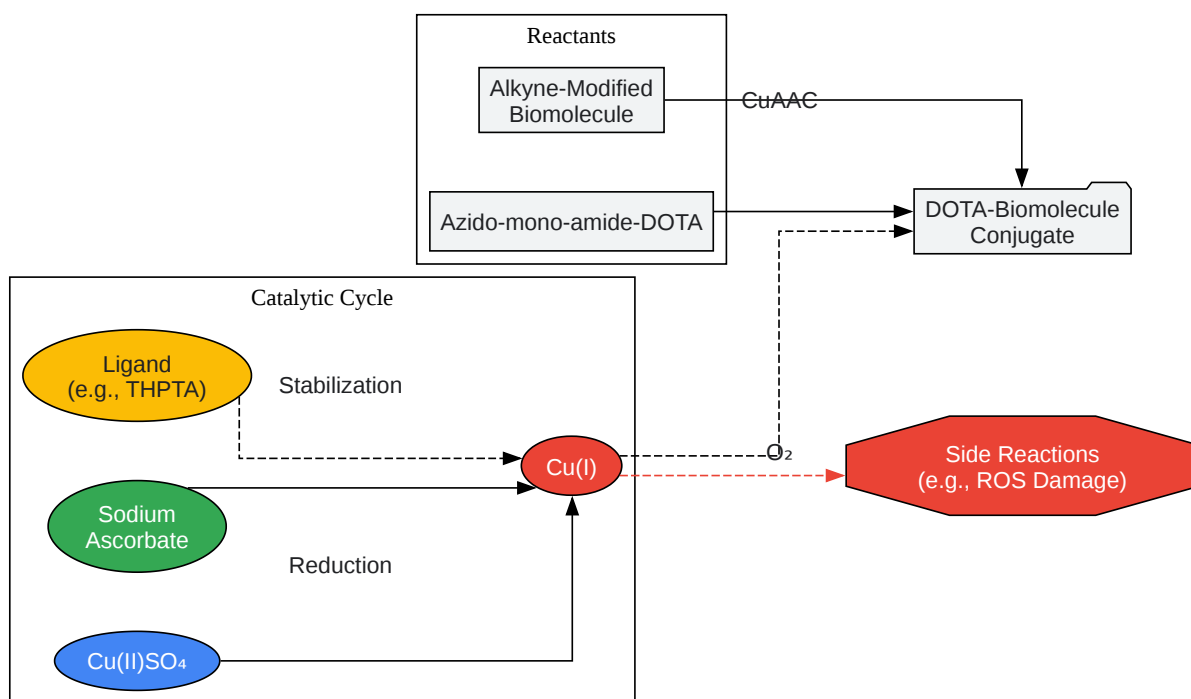 Reactants
Alkyne-Modified
Biomolecule
CuAAC
Azido-mono-amide-DOTA
DOTA-Biomolecule
Conjugate
Catalytic Cycle
Ligand
(e.g., THPTA)
Stabilization
Cu(I)
O₂
Side Reactions
(e.g., ROS Damage)
Sodium
Ascorbate
Reduction
Cu(II)SO₄